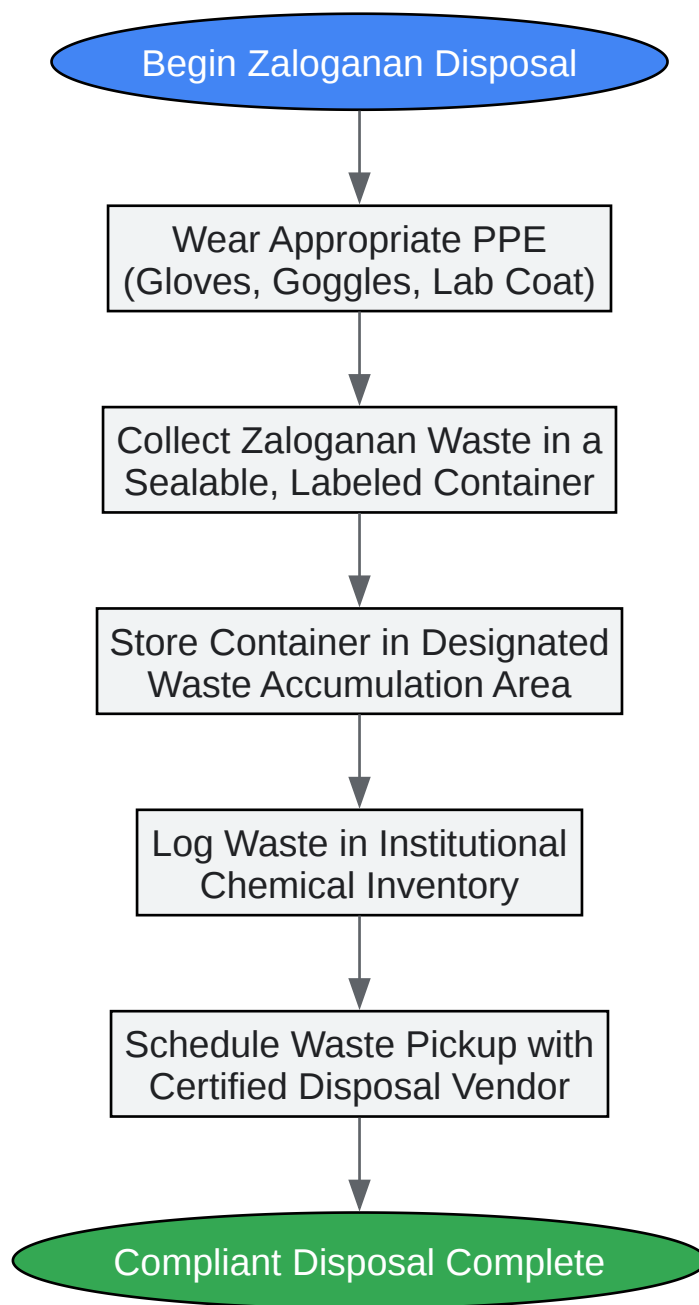 Begin Zaloganan Disposal
Wear Appropriate PPE
(Gloves, Goggles, Lab Coat)
Collect Zaloganan Waste in a
Sealable, Labeled Container
Store Container in Designated
Waste Accumulation Area
Log Waste in Institutional
Chemical Inventory
Schedule Waste Pickup with
Certified Disposal Vendor
Compliant Disposal Complete